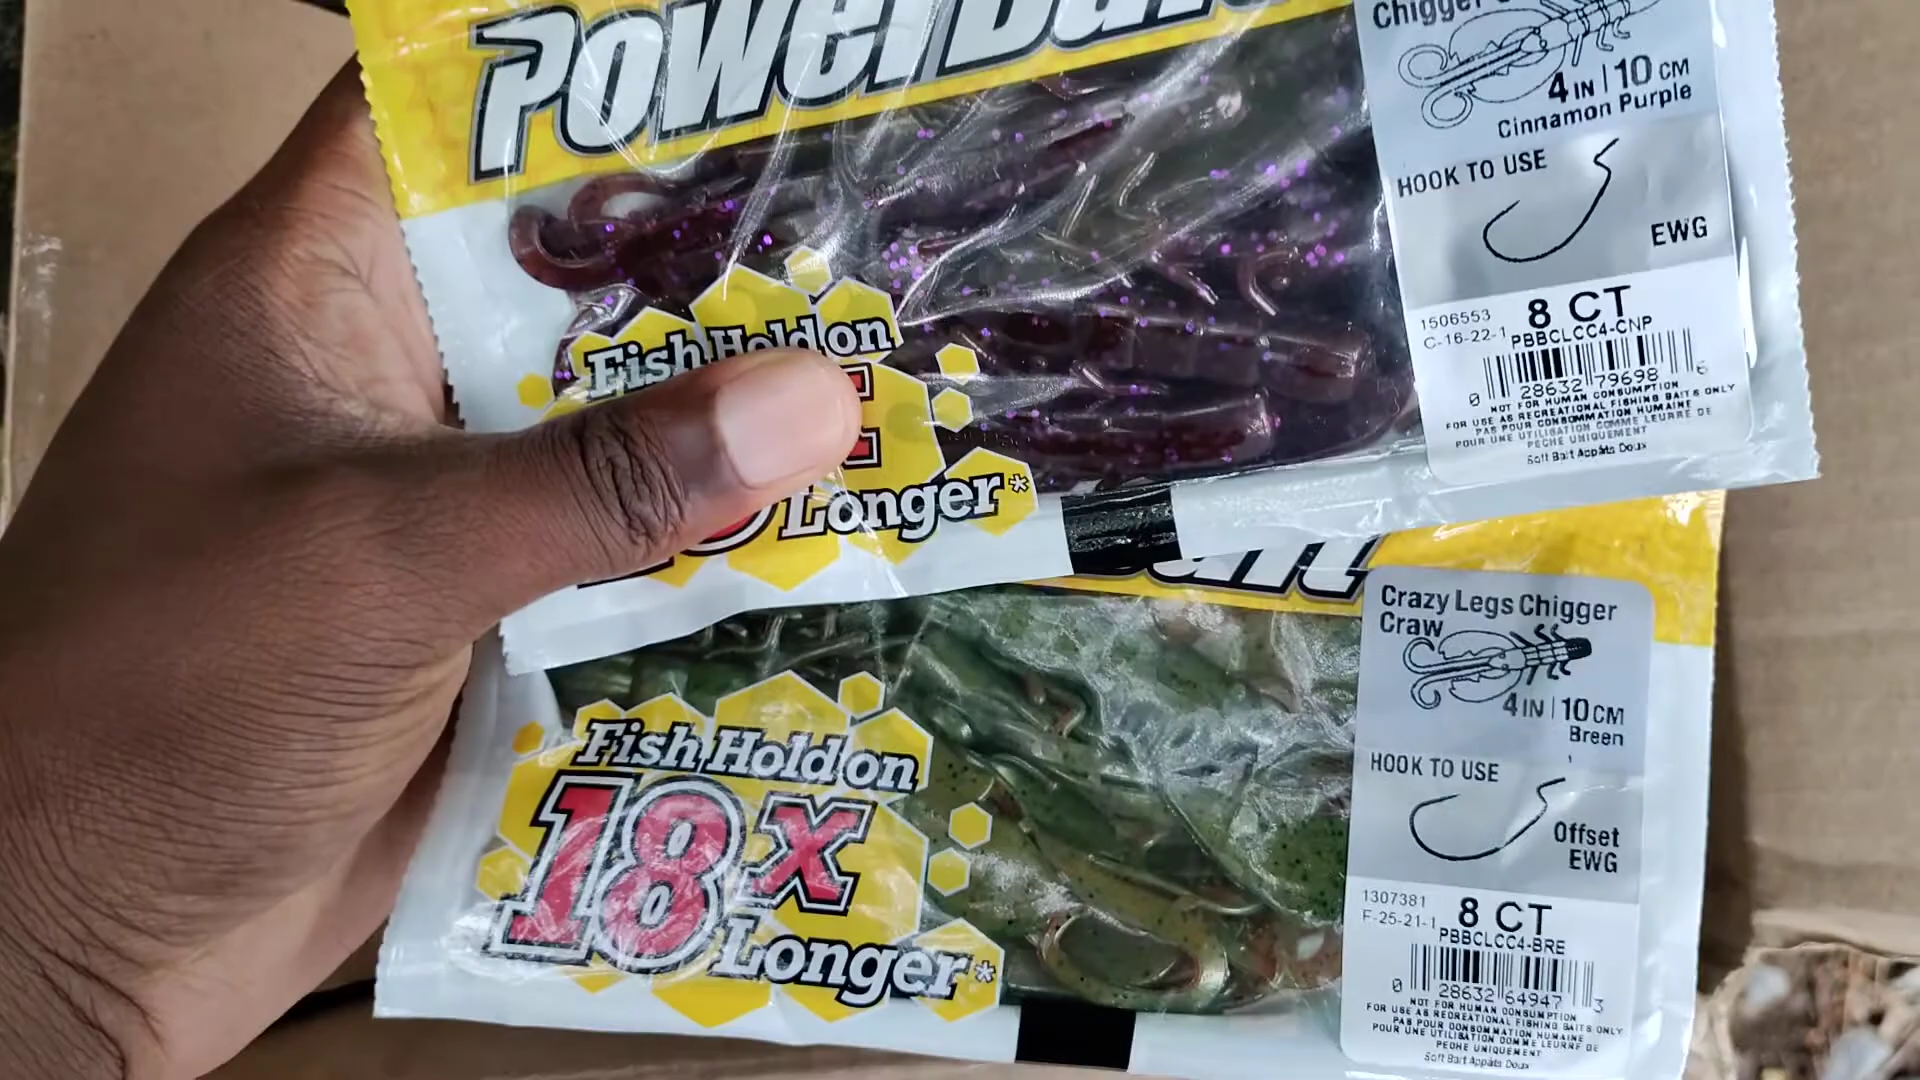 PowerBait
Chigger
4 IN | 10 CM
Cinnamon Purple
HOOK TO USE
EWG
1506553
8 CT
C-16-22-1
PBBCLCC4-CNP
0 28632 79698 6
NOT FOR HUMAN CONSUMPTION
FOR USE AS RECREATIONAL FISHING BAITS ONLY
PAS POUR CONSOMMATION HUMAINE
POUR UNE UTILISATION COMME LEURRE DE
PECHE UNIQUEMENT
Soft Bait Appâts Doux
Fish Hold on
Longer*
Crazy Legs Chigger
Craw
4 IN | 10 CM
Breen
HOOK TO USE
Offset
EWG
1307381
8 CT
F-25-21-1
PBBCLCC4-BRE
0 28632 64947 3
NOT FOR HUMAN CONSUMPTION
FOR USE AS RECREATIONAL FISHING BAITS ONLY
PAS POUR CONSOMMATION HUMAINE
POUR UNE UTILISATION COMME LEURRE DE
PECHE UNIQUEMENT
Soft Bait Appâts Doux
Fish Hold on
18x
Longer*